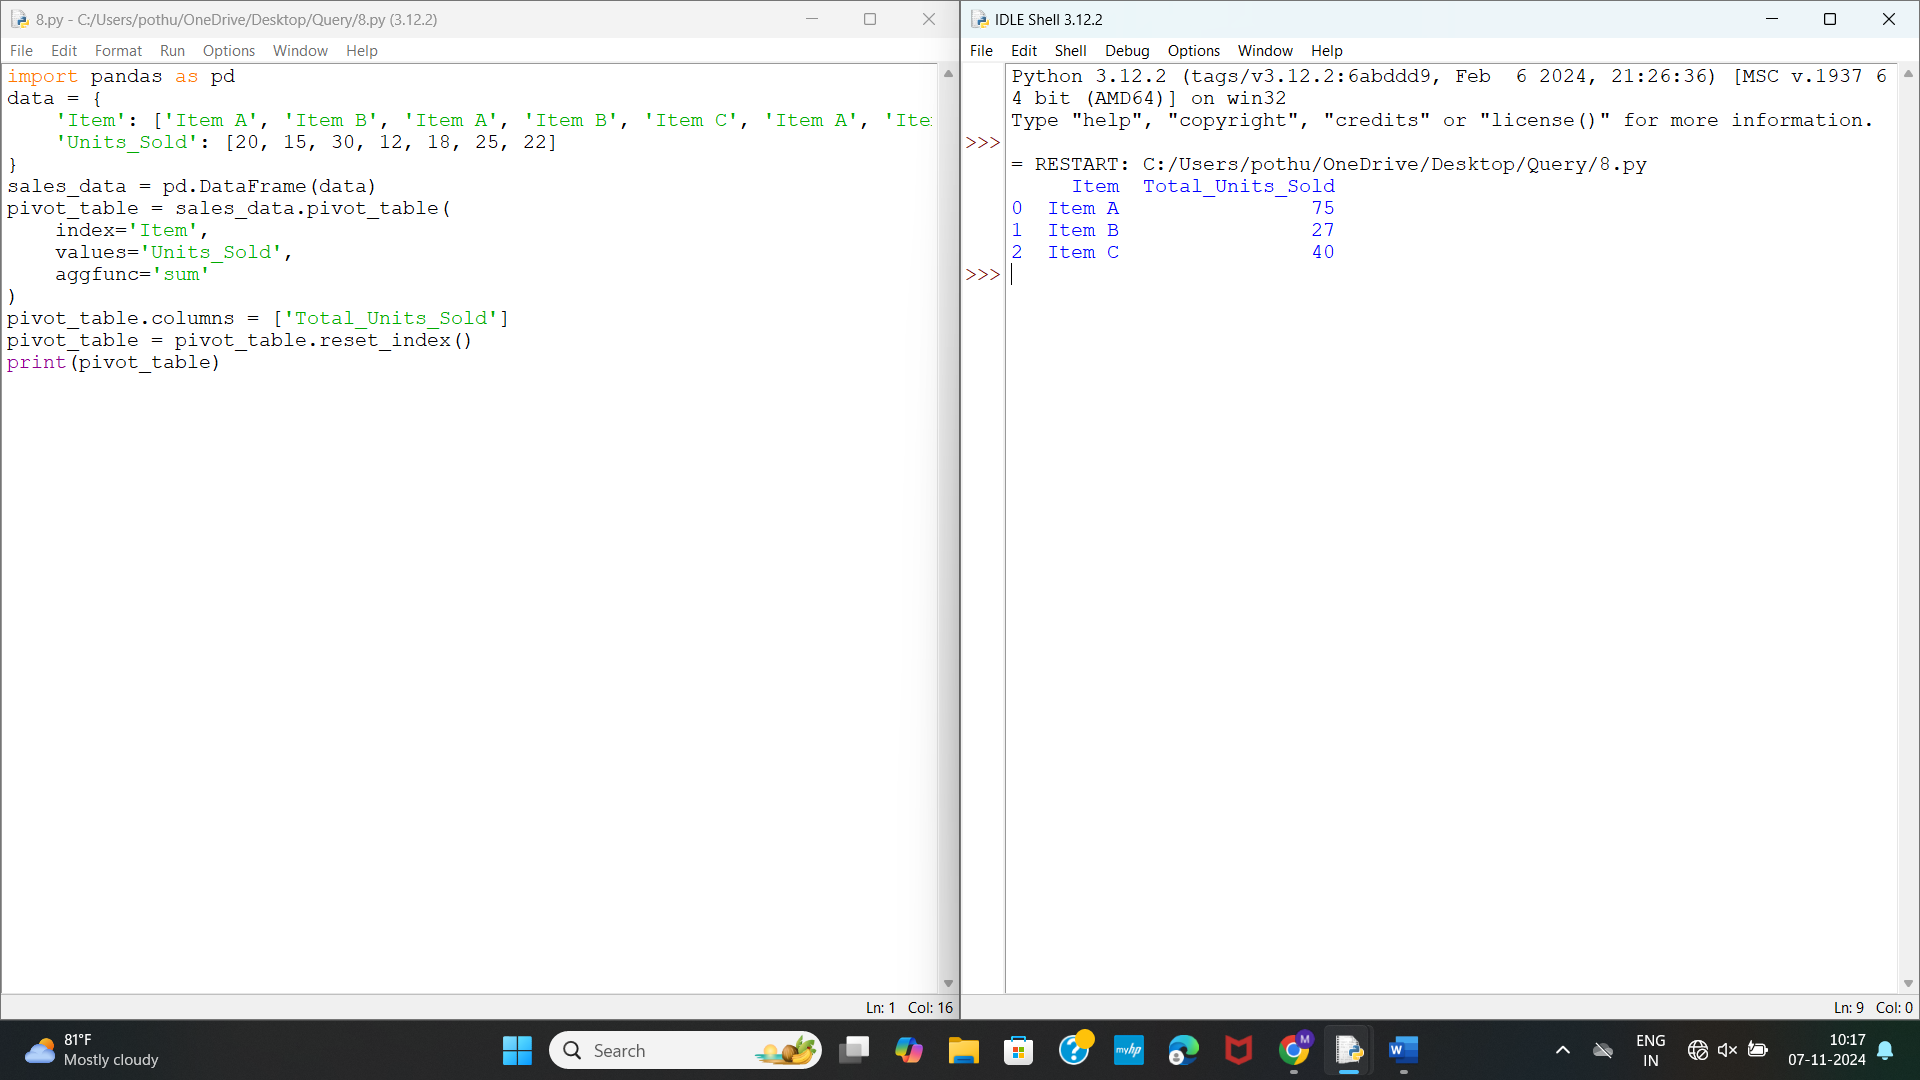 8.py - C:/Users/pothu/OneDrive/Desktop/Query/8.py (3.12.2)
File Edit Format Run Options Window Help
import pandas as pd
data = {
    'Item': ['Item A', 'Item B', 'Item A', 'Item B', 'Item C', 'Item A', 'Ite
    'Units_Sold': [20, 15, 30, 12, 18, 25, 22]
}
sales_data = pd.DataFrame(data)
pivot_table = sales_data.pivot_table(
    index='Item',
    values='Units_Sold',
    aggfunc='sum'
)
pivot_table.columns = ['Total_Units_Sold']
pivot_table = pivot_table.reset_index()
print(pivot_table)
Ln: 1 Col: 16
IDLE Shell 3.12.2
File Edit Shell Debug Options Window Help
Python 3.12.2 (tags/v3.12.2:6abddd9, Feb  6 2024, 21:26:36) [MSC v.1937 6
4 bit (AMD64)] on win32
Type "help", "copyright", "credits" or "license()" for more information.
>>>
= RESTART: C:/Users/pothu/OneDrive/Desktop/Query/8.py
     Item  Total_Units_Sold
0  Item A                75
1  Item B                27
2  Item C                40
>>>
Ln: 9 Col: 0
81°F
Mostly cloudy
Search
myhp
M
W
ENG
IN
10:17
07-11-2024